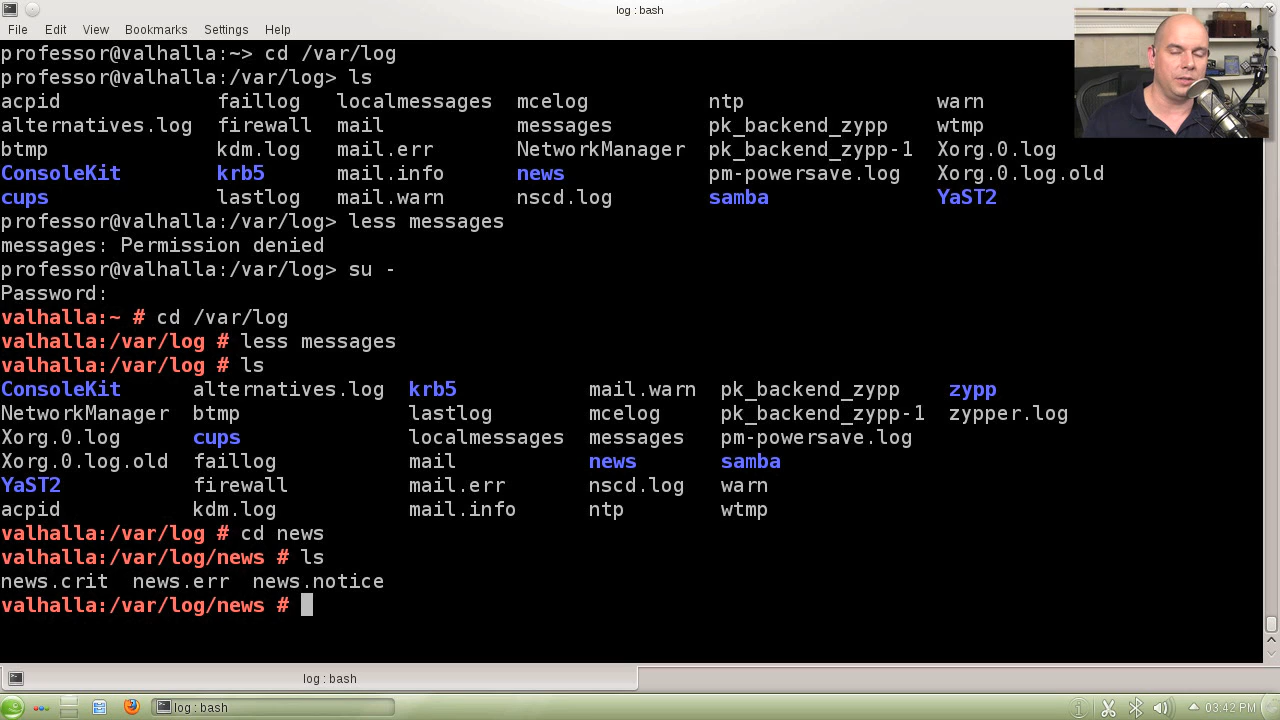 log : bash
File Edit View Bookmarks Settings Help
professor@valhalla:~> cd /var/log
professor@valhalla:/var/log> ls
acpid faillog localmessages mcelog ntp warn
alternatives.log firewall mail messages pk_backend_zypp wtmp
btmp kdm.log mail.err NetworkManager pk_backend_zypp-1 Xorg.0.log
ConsoleKit krb5 mail.info news pm-powersave.log Xorg.0.log.old
cups lastlog mail.warn nscd.log samba YaST2
professor@valhalla:/var/log> less messages
messages: Permission denied
professor@valhalla:/var/log> su -
Password:
valhalla:~ # cd /var/log
valhalla:/var/log # less messages
valhalla:/var/log # ls
ConsoleKit alternatives.log krb5 mail.warn pk_backend_zypp zypp
NetworkManager btmp lastlog mcelog pk_backend_zypp-1 zypper.log
Xorg.0.log cups localmessages messages pm-powersave.log
Xorg.0.log.old faillog mail news samba
YaST2 firewall mail.err nscd.log warn
acpid kdm.log mail.info ntp wtmp
valhalla:/var/log # cd news
valhalla:/var/log/news # ls
news.crit news.err news.notice
valhalla:/var/log/news #
log : bash
log : bash 03:42 PM